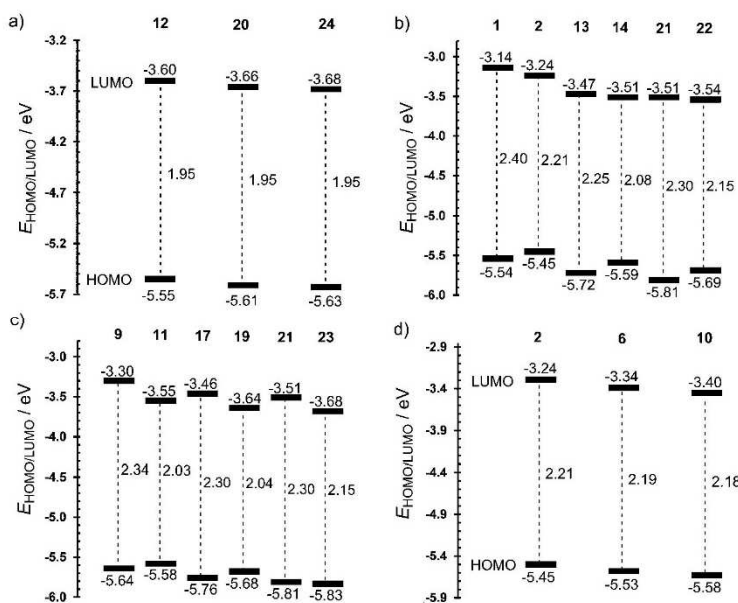 a)
12 20 24
E_HOMO/LUMO / eV
-3.2
-3.7
-4.2
-4.7
-5.2
-5.7
LUMO
-3.60 -3.66 -3.68
1.95 1.95 1.95
HOMO
-5.55 -5.61 -5.63
b)
1 2 13 14 21 22
E_HOMO/LUMO / eV
-3.0
-3.5
-4.0
-4.5
-5.0
-5.5
-6.0
-3.14 -3.24 -3.47 -3.51 -3.51 -3.54
2.40 2.21 2.25 2.08 2.30 2.15
-5.54 -5.45 -5.72 -5.59 -5.81 -5.69
c)
9 11 17 19 21 23
E_HOMO/LUMO / eV
-3.0
-3.5
-4.0
-4.5
-5.0
-5.5
-6.0
-3.30 -3.55 -3.46 -3.64 -3.51 -3.68
2.34 2.03 2.30 2.04 2.30 2.15
-5.64 -5.58 -5.76 -5.68 -5.81 -5.83
d)
2 6 10
E_HOMO/LUMO / eV
-2.9
-3.4
-3.9
-4.4
-4.9
-5.4
-5.9
LUMO
-3.24 -3.34 -3.40
2.21 2.19 2.18
HOMO
-5.45 -5.53 -5.58